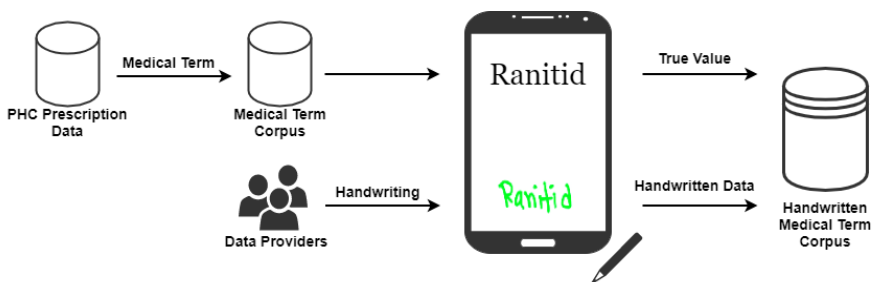 PHC Prescription
Data
Medical Term
Medical Term
Corpus
Data Providers
Handwriting
Ranitid
Ranitid
True Value
Handwritten Data
Handwritten
Medical Term
Corpus